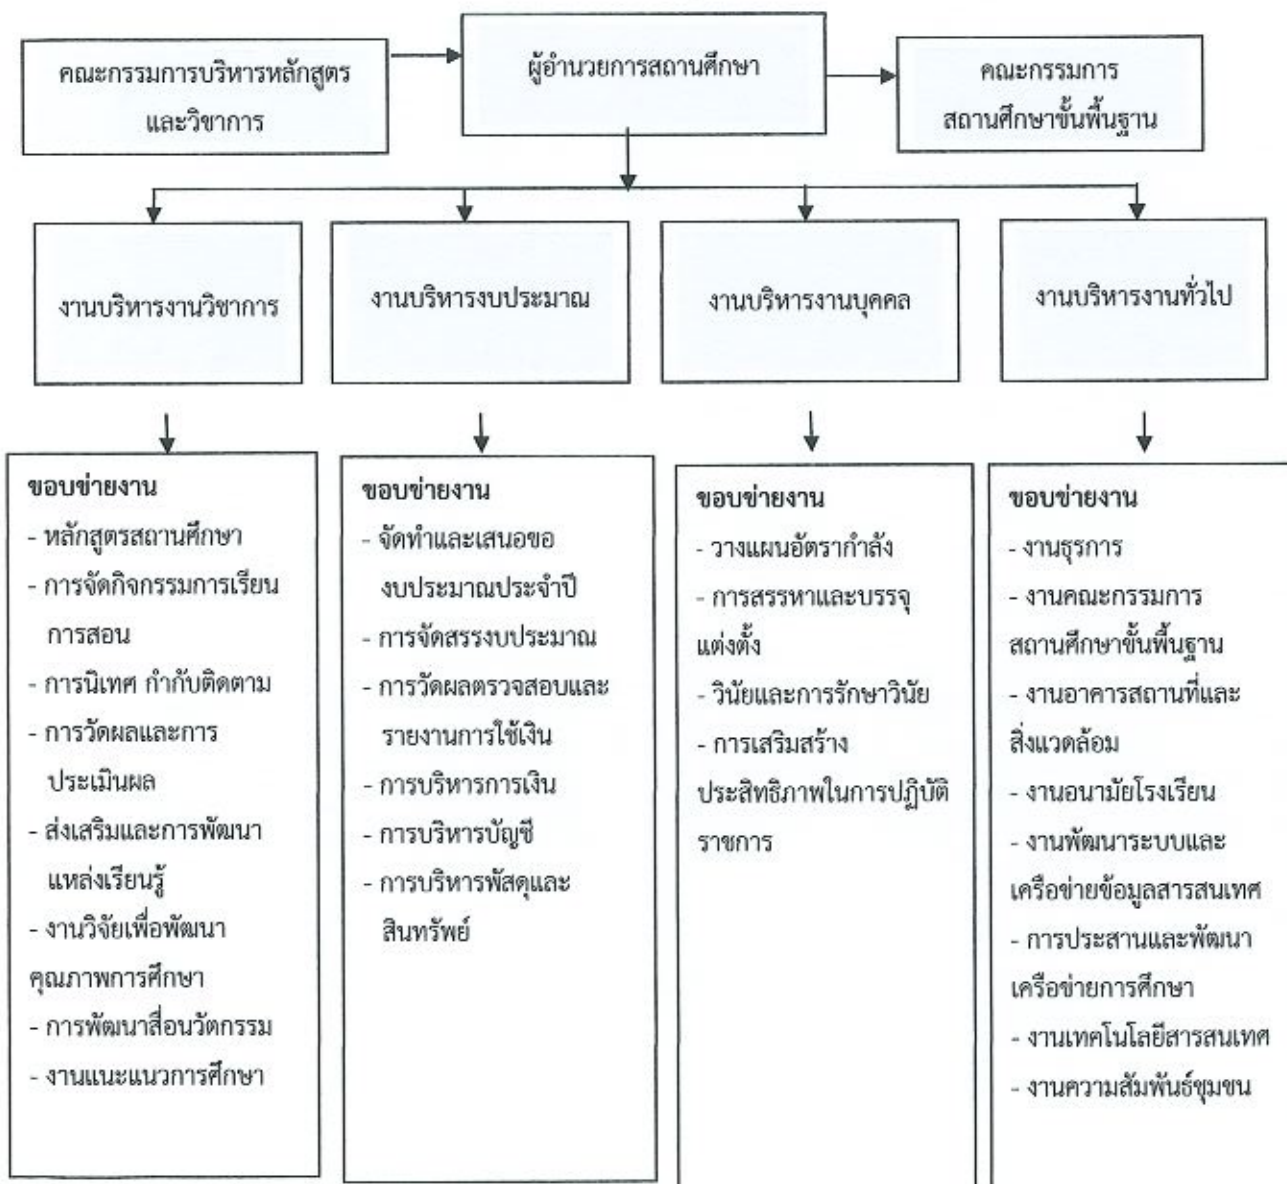 คณะกรรมการบริหารหลักสูตร
และวิชาการ
ผู้อำนวยการสถานศึกษา
คณะกรรมการ
สถานศึกษาขั้นพื้นฐาน
งานบริหารงานวิชาการ
งานบริหารงบประมาณ
งานบริหารงานบุคคล
งานบริหารงานทั่วไป
ขอบข่ายงาน
- หลักสูตรสถานศึกษา
- การจัดกิจกรรมการเรียน
การสอน
- การนิเทศ กำกับติดตาม
- การวัดผลและการ
ประเมินผล
- ส่งเสริมและการพัฒนา
แหล่งเรียนรู้
- งานวิจัยเพื่อพัฒนา
คุณภาพการศึกษา
- การพัฒนาสื่อนวัตกรรม
- งานแนะแนวการศึกษา
ขอบข่ายงาน
- จัดทำและเสนอขอ
งบประมาณประจำปี
- การจัดสรรงบประมาณ
- การวัดผลตรวจสอบและ
รายงานการใช้เงิน
- การบริหารการเงิน
- การบริหารบัญชี
- การบริหารพัสดุและ
สินทรัพย์
ขอบข่ายงาน
- วางแผนอัตรากำลัง
- การสรรหาและบรรจุ
แต่งตั้ง
- วินัยและการรักษาวินัย
- การเสริมสร้าง
ประสิทธิภาพในการปฏิบัติ
ราชการ
ขอบข่ายงาน
- งานธุรการ
- งานคณะกรรมการ
สถานศึกษาขั้นพื้นฐาน
- งานอาคารสถานที่และ
สิ่งแวดล้อม
- งานอนามัยโรงเรียน
- งานพัฒนาระบบและ
เครือข่ายข้อมูลสารสนเทศ
- การประสานและพัฒนา
เครือข่ายการศึกษา
- งานเทคโนโลยีสารสนเทศ
- งานความสัมพันธ์ชุมชน